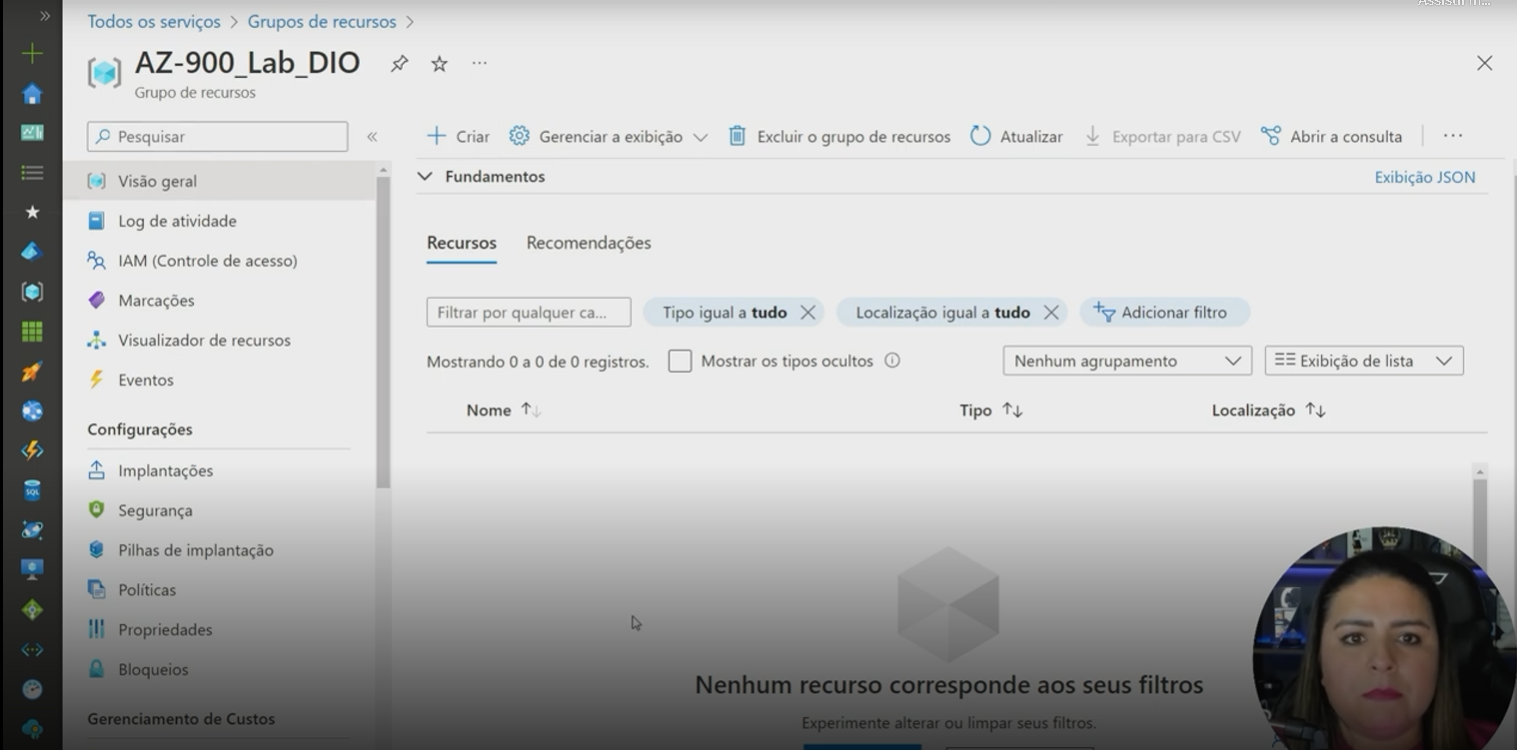 Todos os serviços > Grupos de recursos >
AZ-900_Lab_DIO
Grupo de recursos
Pesquisar
Criar
Gerenciar a exibição
Excluir o grupo de recursos
Atualizar
Exportar para CSV
Abrir a consulta
Visão geral
Log de atividade
IAM (Controle de acesso)
Marcações
Visualizador de recursos
Eventos
Configurações
Implantações
Segurança
Pilhas de implantação
Políticas
Propriedades
Bloqueios
Gerenciamento de Custos
Fundamentos
Exibição JSON
Recursos
Recomendações
Filtrar por qualquer ca...
Tipo igual a tudo
Localização igual a tudo
Adicionar filtro
Mostrando 0 a 0 de 0 registros.
Mostrar os tipos ocultos
Nenhum agrupamento
Exibição de lista
Nome
Tipo
Localização
Nenhum recurso corresponde aos seus filtros
Experimente alterar ou limpar seus filtros.
SQL